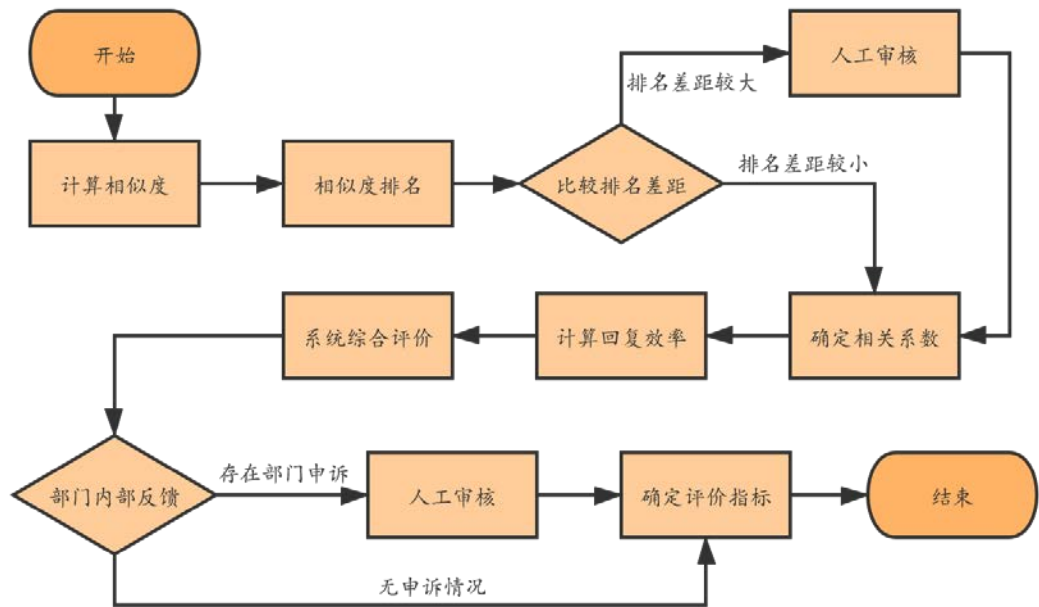 开始
计算相似度
相似度排名
比较排名差距
排名差距较大
人工审核
排名差距较小
确定相关系数
计算回复效率
系统综合评价
部门内部反馈
存在部门申诉
人工审核
确定评价指标
结束
无申诉情况